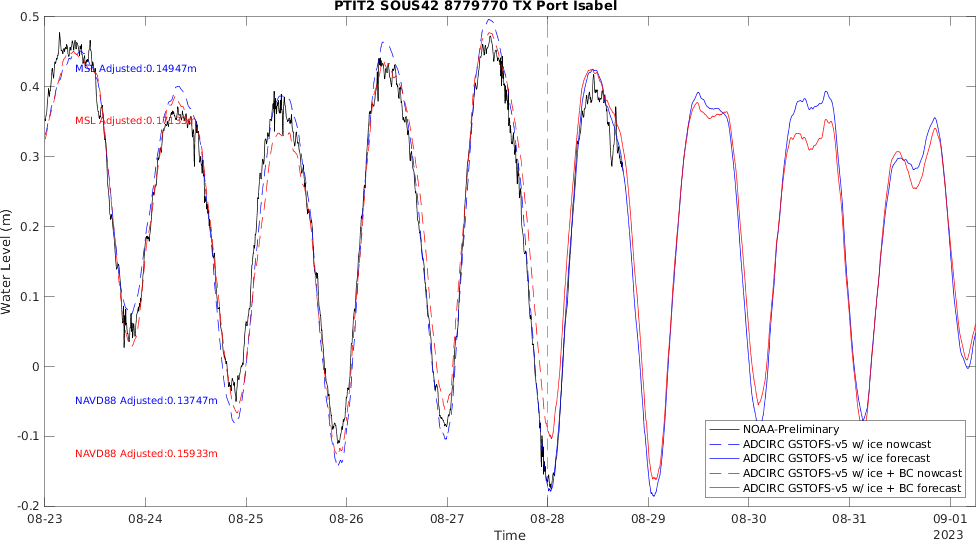 PTIT2 SOUS42 8779770 TX Port Isabel
0.5
0.4
0.3
0.2
0.1
0
-0.1
-0.2
Water Level (m)
MSL Adjusted:0.14947m
MSL
NAVD88 Adjusted:0.13747m
NAVD88 Adjusted:0.15933m
NOAA-Preliminary
ADCIRC GSTOFS-v5 w/ ice nowcast
ADCIRC GSTOFS-v5 w/ ice forecast
ADCIRC GSTOFS-v5 w/ ice + BC nowcast
ADCIRC GSTOFS-v5 w/ ice + BC forecast
08-23 08-24 08-25 08-26 08-27 08-28 08-29 08-30 08-31 09-01
2023
Time